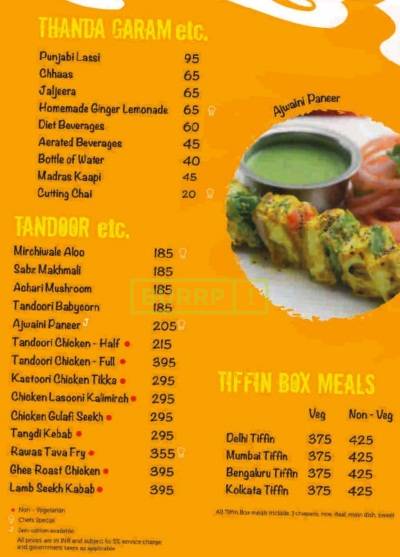 THANDA GARAM etc.
Punjabi Lassi 95
Chhaas 65
Jaljeera 65
Homemade Ginger Lemonade 65
Diet Beverages 60
Aerated Beverages 45
Bottle of Water 40
Madras Kaapi 45
Cutting Chai 20
Ajwaini Paneer
TANDOOR etc.
Mirchiwale Aloo 185
Sabz Makhmali 185
Achari Mushroom 185
Tandoori Babycorn 185
Ajwaini Paneer 205
Tandoori Chicken - Half 215
Tandoori Chicken - Full 395
Kastoori Chicken Tikka 295
Chicken Lasooni Kalimirch 295
Chicken Gulafi Seekh 295
Tangdi Kebab 295
Rawas Tava Fry 355
Ghee Roast Chicken 395
Lamb Seekh Kabab 395
TIFFIN BOX MEALS
Veg Non - Veg
Delhi Tiffin 375 425
Mumbai Tiffin 375 425
Bengaluru Tiffin 375 425
Kolkata Tiffin 375 425
All Tiffin Box meals include 3 chapatis, rice, daal, main dish, sweet
Non - Vegetarian
Chefs Special
Jain option available
All prices are in INR and subject to 5% service charge
and government taxes as applicable
BURRP!